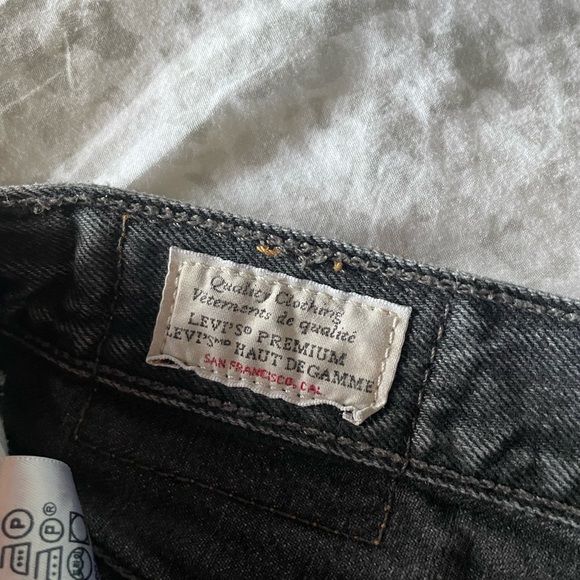 Quality Clothing
Vêtements de qualité
LEVI'S® PREMIUM
LEVI'S MD HAUT DE GAMME
SAN FRANCISCO, CAL
P
P